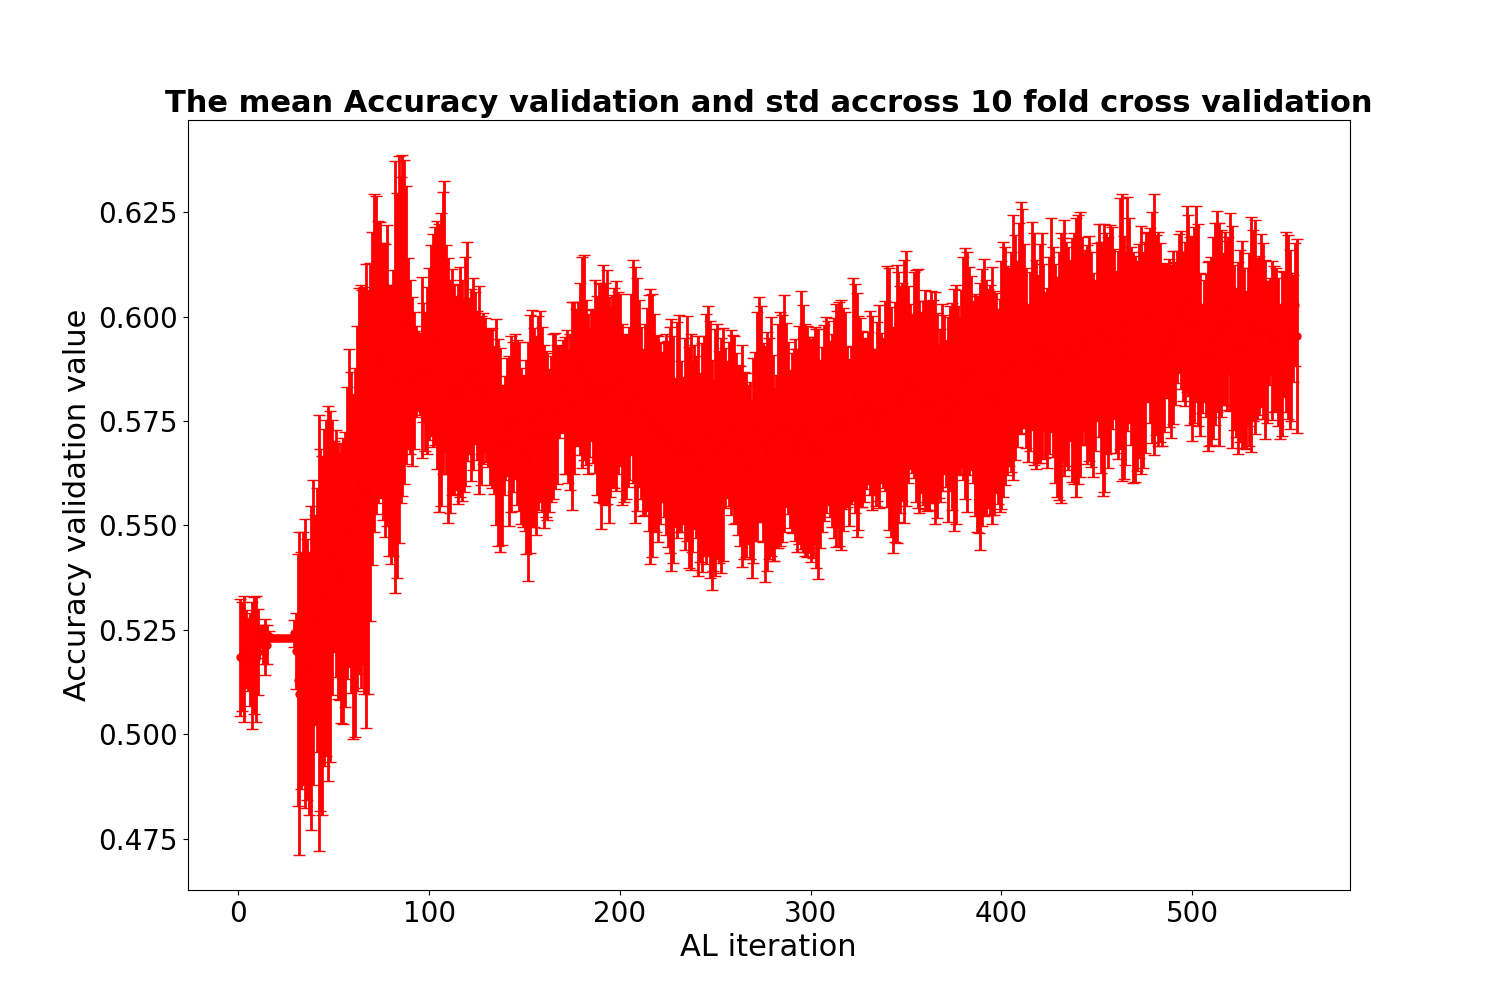 The mean Accuracy validation and std accross 10 fold cross validation
Accuracy validation value
0.625
0.600
0.575
0.550
0.525
0.500
0.475
0 100 200 300 400 500
AL iteration